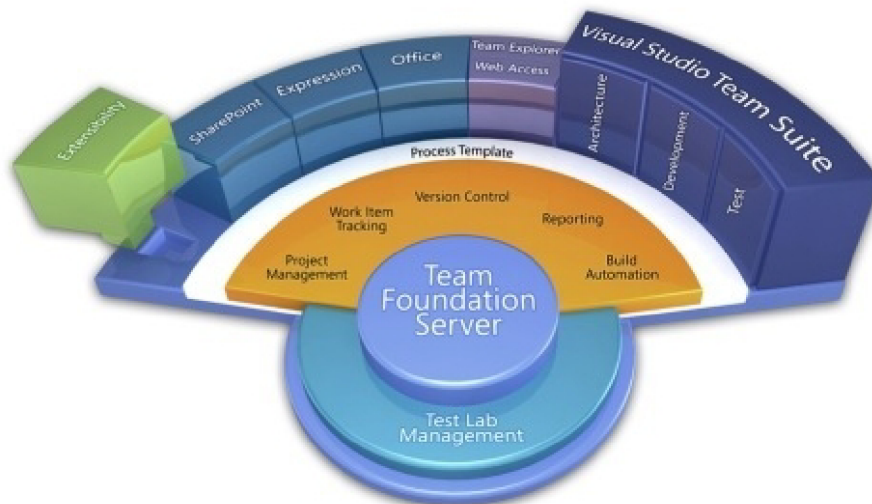 Extensibility
SharePoint
Expression
Office
Team Explorer
Web Access
Visual Studio Team Suite
Architecture
Development
Test
Process Template
Project
Management
Work Item
Tracking
Version Control
Reporting
Build
Automation
Team
Foundation
Server
Test Lab
Management